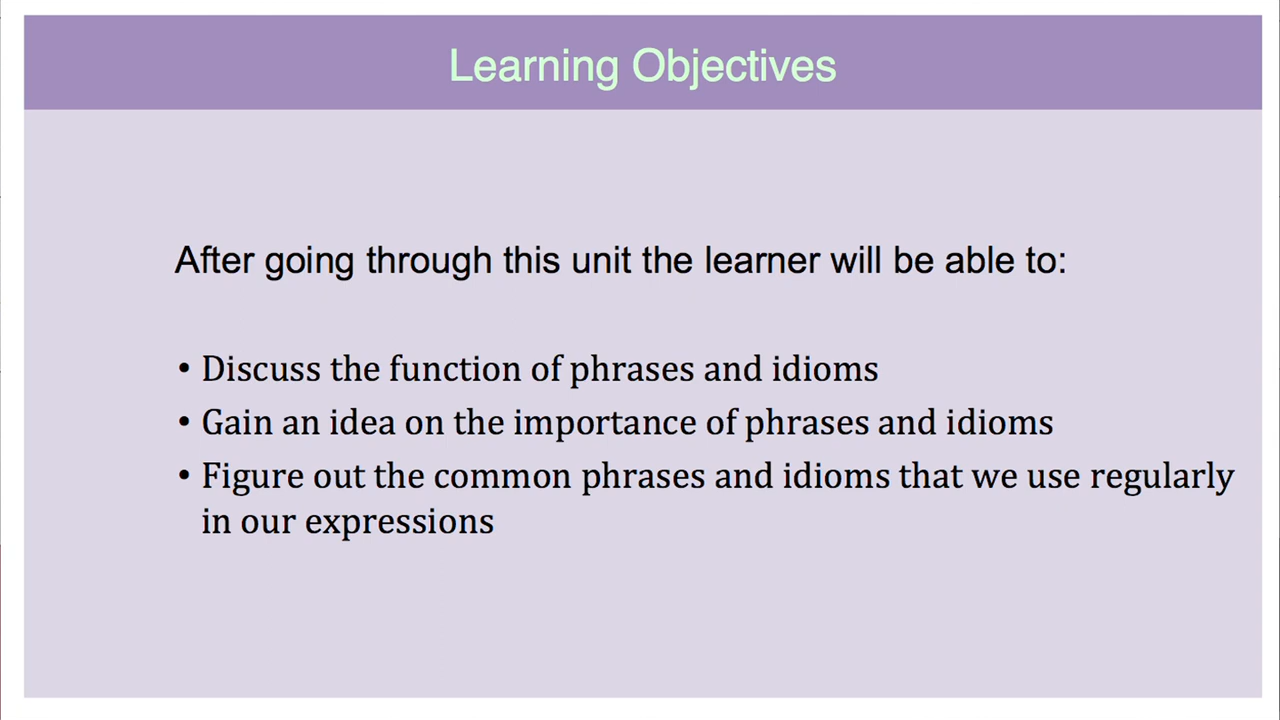 Learning Objectives
After going through this unit the learner will be able to:
• Discuss the function of phrases and idioms
• Gain an idea on the importance of phrases and idioms
• Figure out the common phrases and idioms that we use regularly
in our expressions